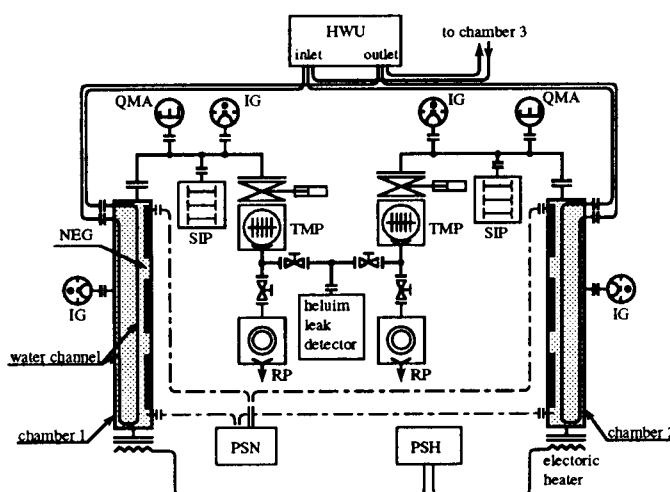 HWU
inlet outlet
to chamber 3
QMA
IG
IG
QMA
SIP
TMP
TMP
SIP
NEG
IG
heluim
leak
detector
IG
water channel
RP
RP
chamber 1
PSN
PSH
chamber 2
electoric
heater